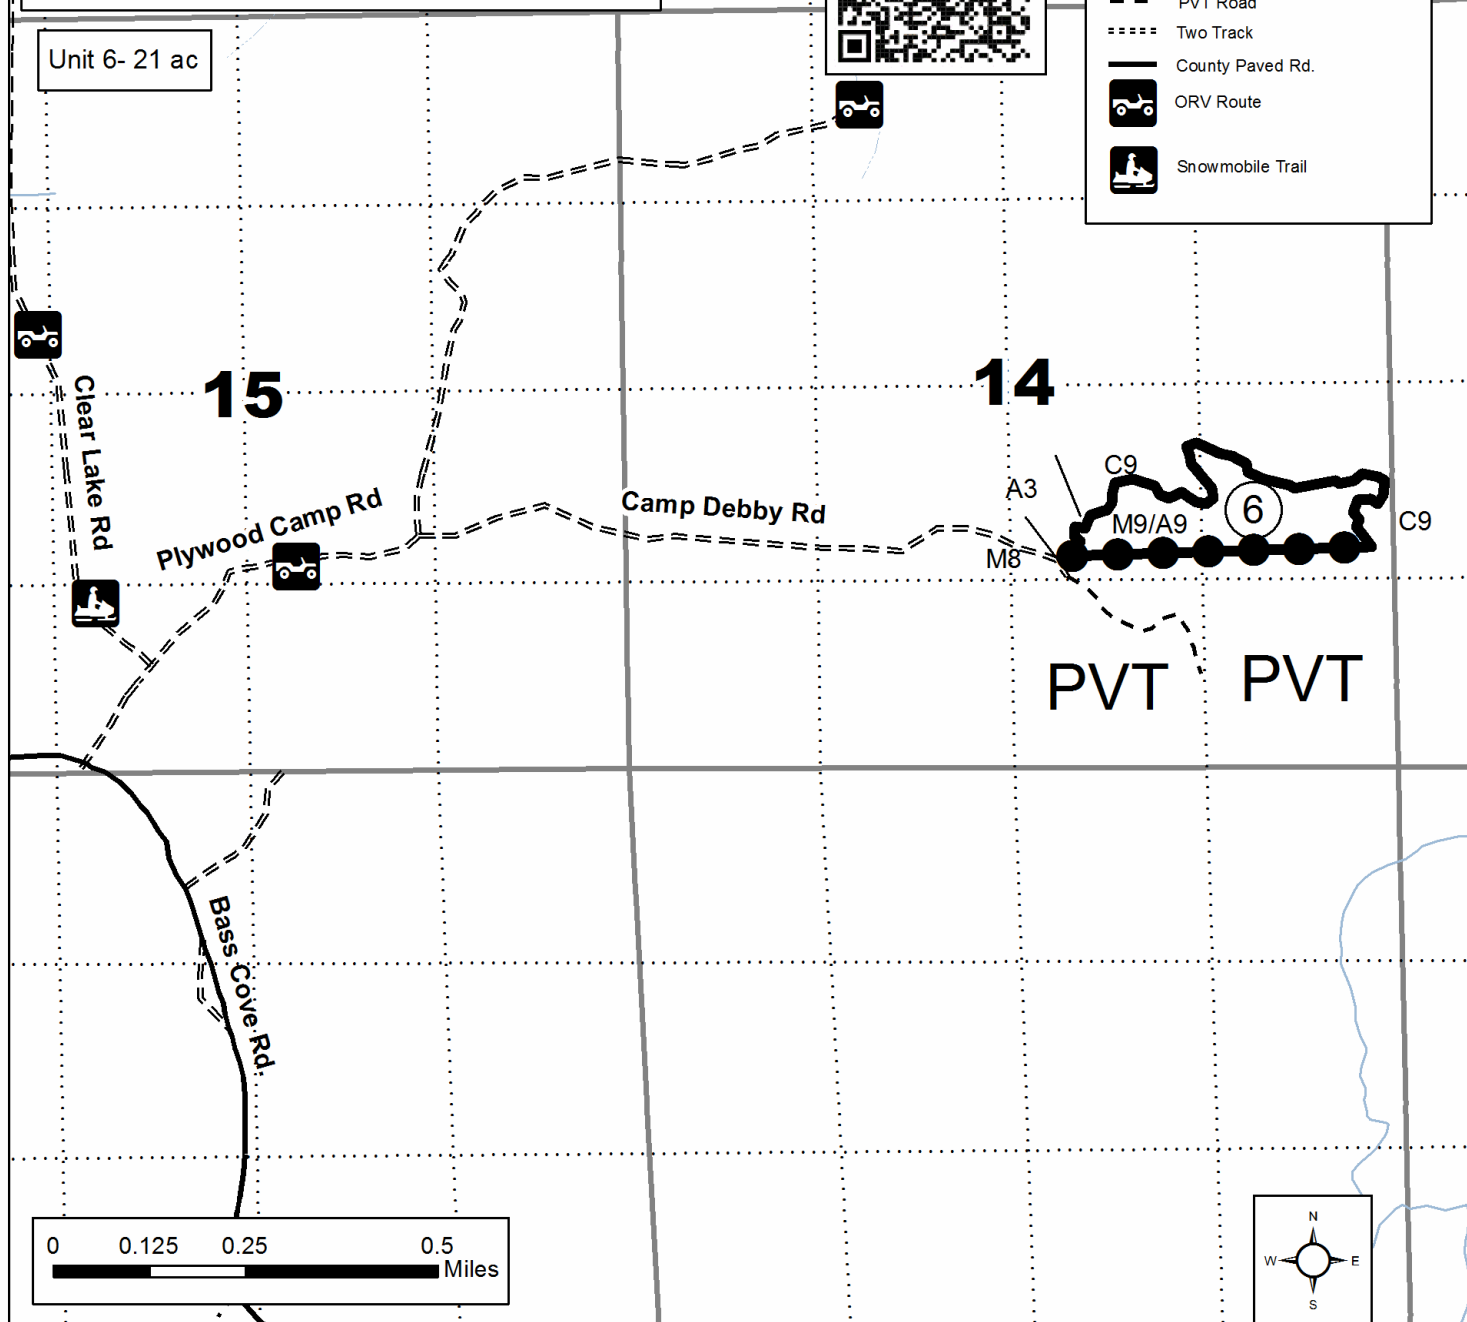 PVT Road
Unit 6- 21 ac
Two Track
County Paved Rd.
ORV Route
Snowmobile Trail
15
14
Clear Lake Rd
Plywood Camp Rd
Camp Debby Rd
C9
A3
6
M9/A9
C9
M8
PVT
PVT
Bass Cove Rd.
0 0.125 0.25 0.5
Miles
N
W E
S